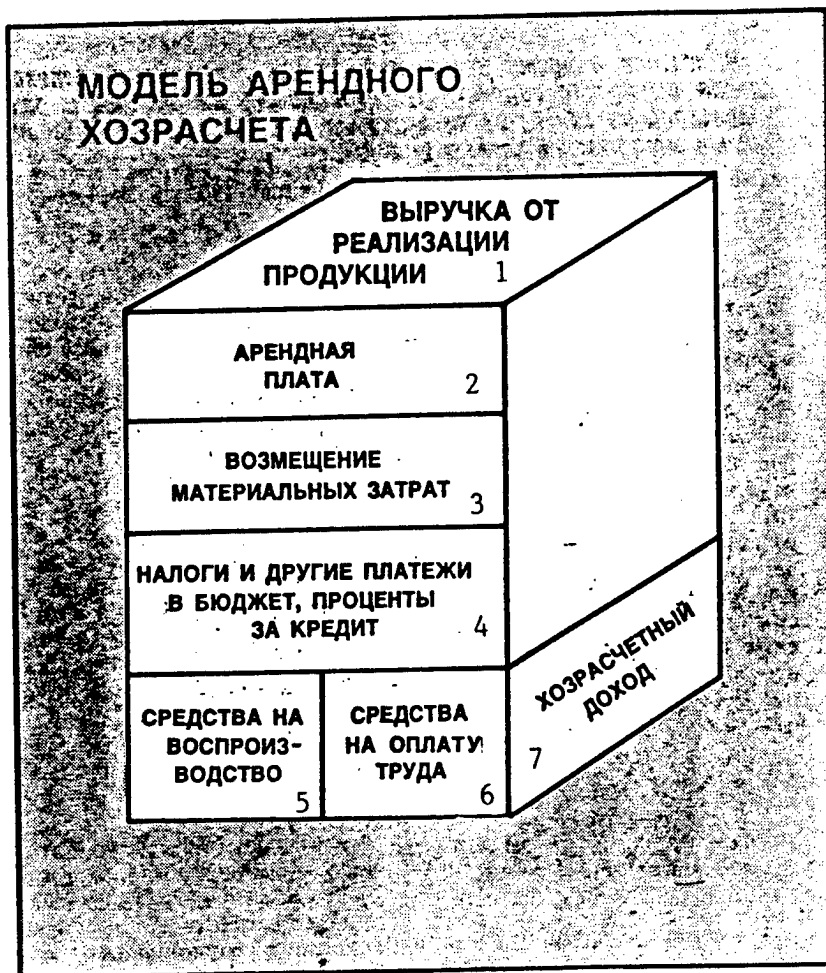 МОДЕЛЬ АРЕНДНОГО
ХОЗРАСЧЕТА
ВЫРУЧКА ОТ
РЕАЛИЗАЦИИ
ПРОДУКЦИИ 1
АРЕНДНАЯ
ПЛАТА 2
ВОЗМЕЩЕНИЕ
МАТЕРИАЛЬНЫХ ЗАТРАТ 3
НАЛОГИ И ДРУГИЕ ПЛАТЕЖИ
В БЮДЖЕТ, ПРОЦЕНТЫ
ЗА КРЕДИТ 4
СРЕДСТВА НА
ВОСПРОИЗ-
ВОДСТВО
5
СРЕДСТВА
НА ОПЛАТУ
ТРУДА
6
ХОЗРАСЧЕТНЫЙ
ДОХОД
7